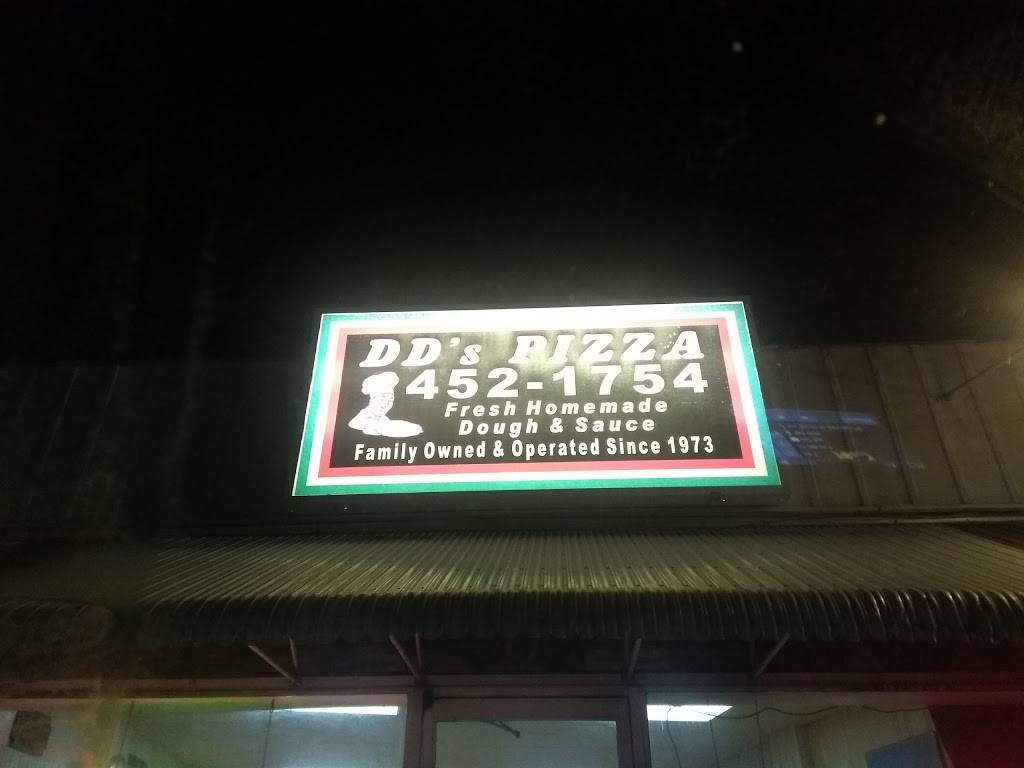 DD's PIZZA
452-1754
Fresh Homemade
Dough & Sauce
Family Owned & Operated Since 1973